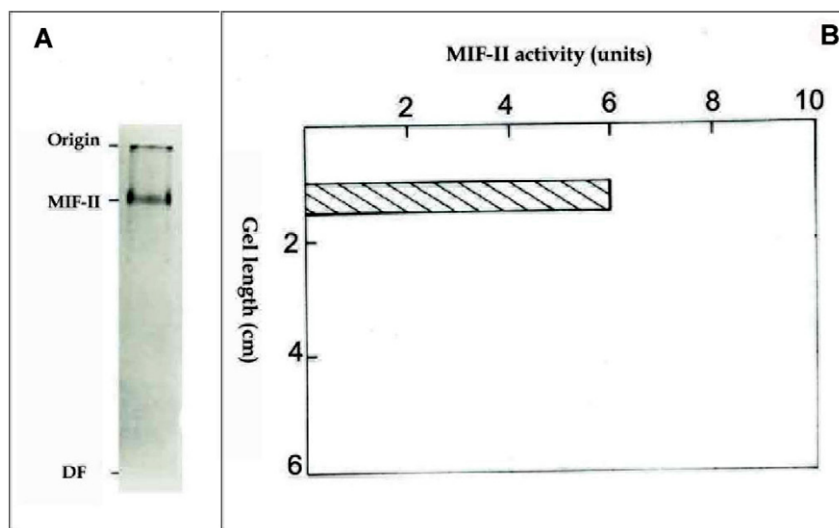 A
Origin
MIF-II
DF
B
MIF-II activity (units)
2 4 6 8 10
Gel length (cm)
2
4
6